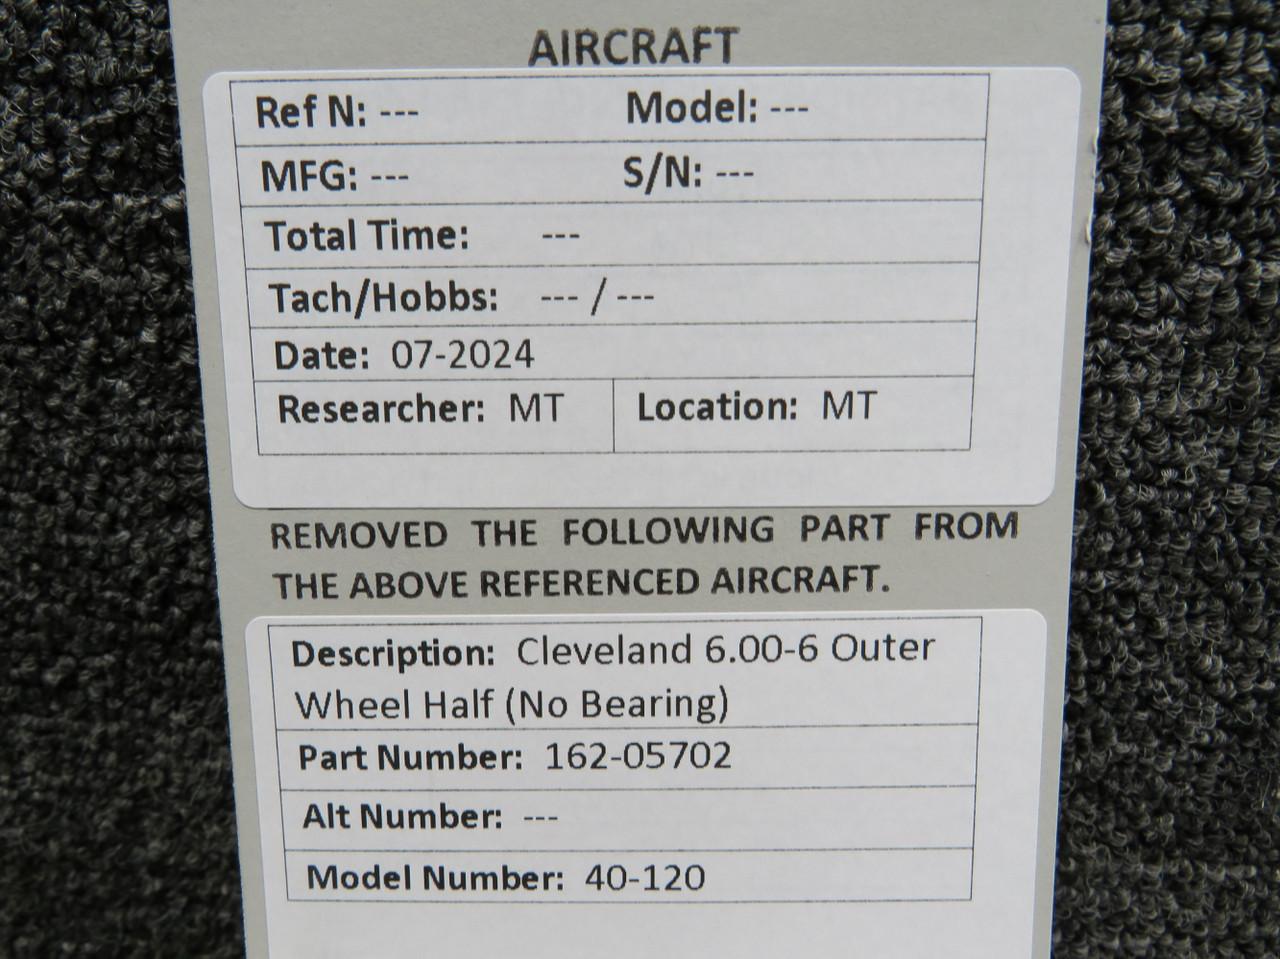 AIRCRAFT
Ref N: --- Model: ---
MFG: --- S/N: ---
Total Time: ---
Tach/Hobbs: --- / ---
Date: 07-2024
Researcher: MT Location: MT
REMOVED THE FOLLOWING PART FROM
THE ABOVE REFERENCED AIRCRAFT.
Description: Cleveland 6.00-6 Outer
Wheel Half (No Bearing)
Part Number: 162-05702
Alt Number: ---
Model Number: 40-120